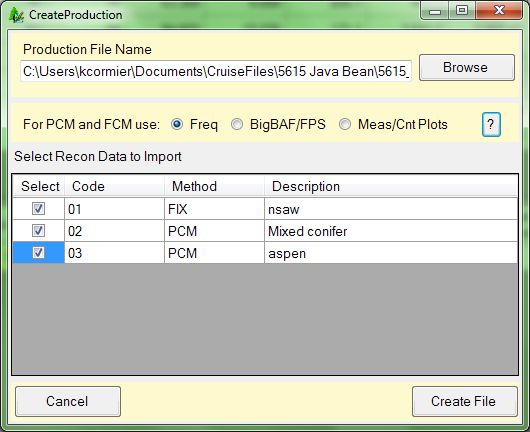 CreateProduction
Production File Name
C:\Users\kcormier\Documents\CruiseFiles\5615 Java Bean\5615_
Browse
For PCM and FCM use: Freq BigBAF/FPS Meas/Cnt Plots ?
Select Recon Data to Import
Select Code Method Description
01 FIX nsaw
02 PCM Mixed conifer
03 PCM aspen
Cancel Create File